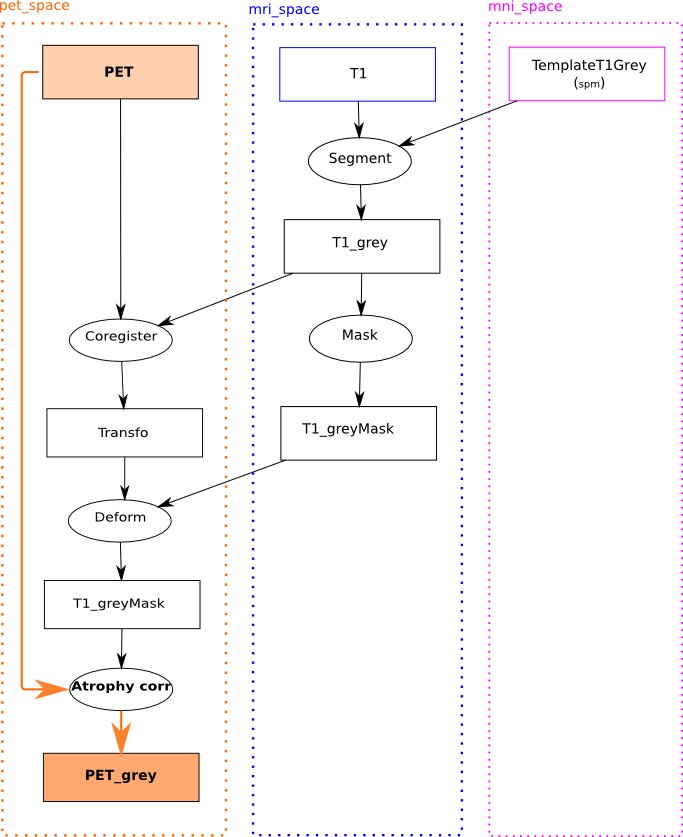 pet_space
mri_space
mni_space
PET
T1
TemplateT1Grey
(spm)
Segment
T1_grey
Coregister
Mask
Transfo
T1_greyMask
Deform
T1_greyMask
Atrophy corr
PET_grey